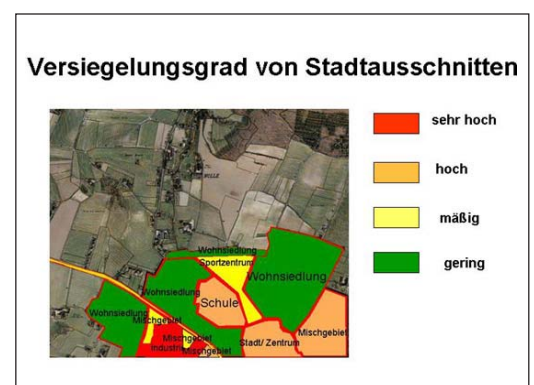 Versiegelungsgrad von Stadtausschnitten
sehr hoch
hoch
mäßig
gering
MILLE
Wohnsiedlung
Sportzentrum
Wohnsiedlung
Wohnsiedlung
Schule
Wohnsiedlung
Mischgebiet
Mischgebiet
Mischgebiet
Industrie
Stadt/ Zentrum
Mischgebiet